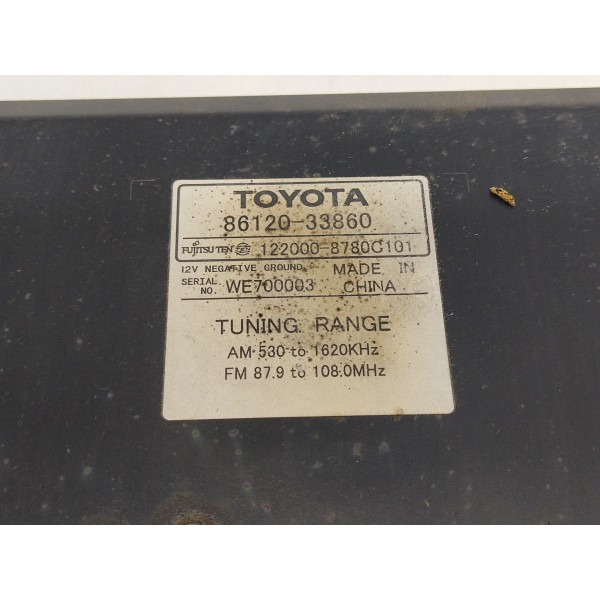 TOYOTA
86120-33860
FUJITSU TEN 122000-8780C101
12V NEGATIVE GROUND MADE IN
SERIAL NO. WE700003 CHINA
TUNING RANGE
AM 530 to 1620KHz
FM 87.9 to 108.0MHz